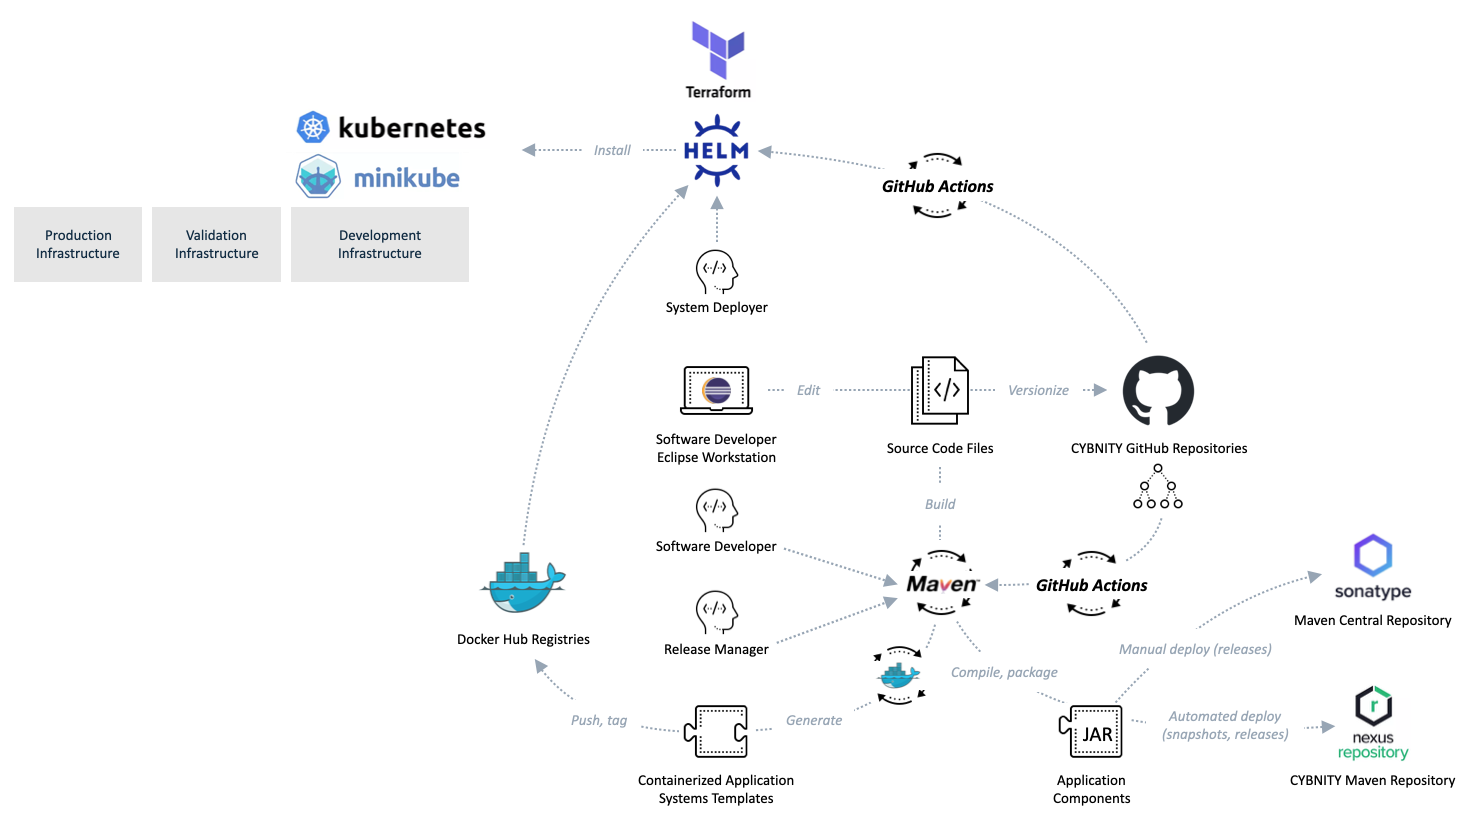 Terraform
kubernetes
HELM
Install
minikube
GitHub Actions
Production
Infrastructure
Validation
Infrastructure
Development
Infrastructure
System Deployer
Edit
Versionize
Software Developer
Eclipse Workstation
Source Code Files
CYBNITY GitHub Repositories
Build
Software Developer
Maven
GitHub Actions
sonatype
Maven Central Repository
Docker Hub Registries
Release Manager
Manual deploy (releases)
Compile, package
Push, tag
Generate
JAR
Automated deploy
(snapshots, releases)
r
nexus
repository
Containerized Application
Systems Templates
Application
Components
CYBNITY Maven Repository